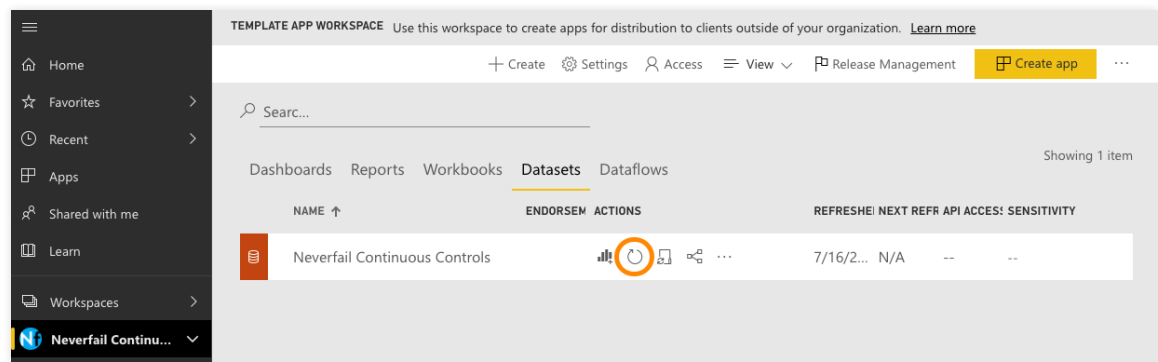 TEMPLATE APP WORKSPACE Use this workspace to create apps for distribution to clients outside of your organization. Learn more
Home
Favorites
Recent
Apps
Shared with me
Learn
Workspaces
Neverfail Continu...
Create Settings Access View Release Management Create app ...
Searc...
Showing 1 item
Dashboards Reports Workbooks Datasets Dataflows
NAME ENDORSEM ACTIONS REFRESHE NEXT REFR API ACCESS SENSITIVITY
Neverfail Continuous Controls ... 7/16/2... N/A -- --